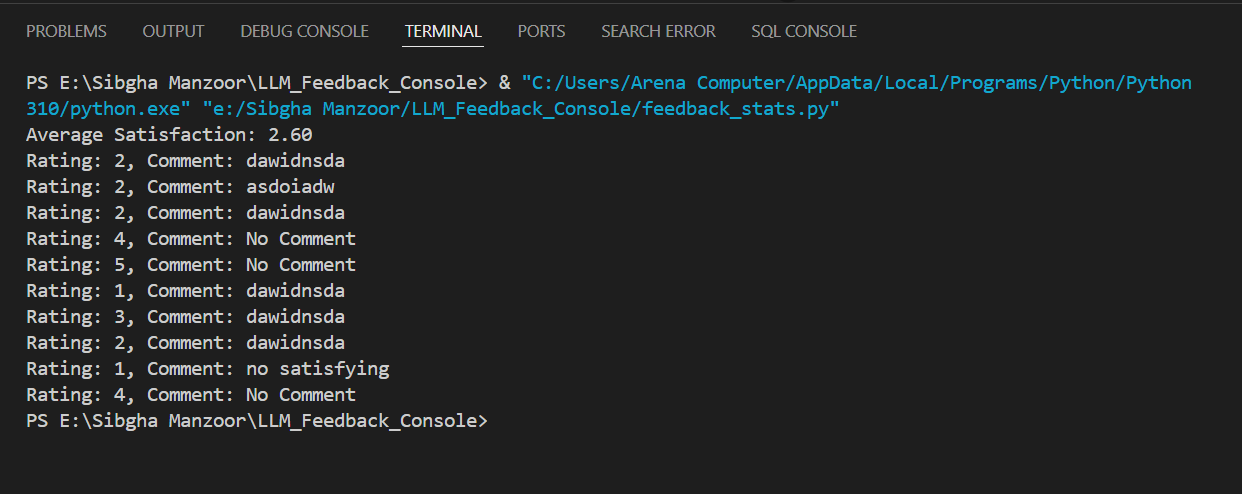 PROBLEMS OUTPUT DEBUG CONSOLE TERMINAL PORTS SEARCH ERROR SQL CONSOLE
PS E:\Sibgha Manzoor\LLM_Feedback_Console> & "C:/Users/Arena Computer/AppData/Local/Programs/Python/Python
310/python.exe" "e:/Sibgha Manzoor/LLM_Feedback_Console/feedback_stats.py"
Average Satisfaction: 2.60
Rating: 2, Comment: dawidnsda
Rating: 2, Comment: asdoiadw
Rating: 2, Comment: dawidnsda
Rating: 4, Comment: No Comment
Rating: 5, Comment: No Comment
Rating: 1, Comment: dawidnsda
Rating: 3, Comment: dawidnsda
Rating: 2, Comment: dawidnsda
Rating: 1, Comment: no satisfying
Rating: 4, Comment: No Comment
PS E:\Sibgha Manzoor\LLM_Feedback_Console>